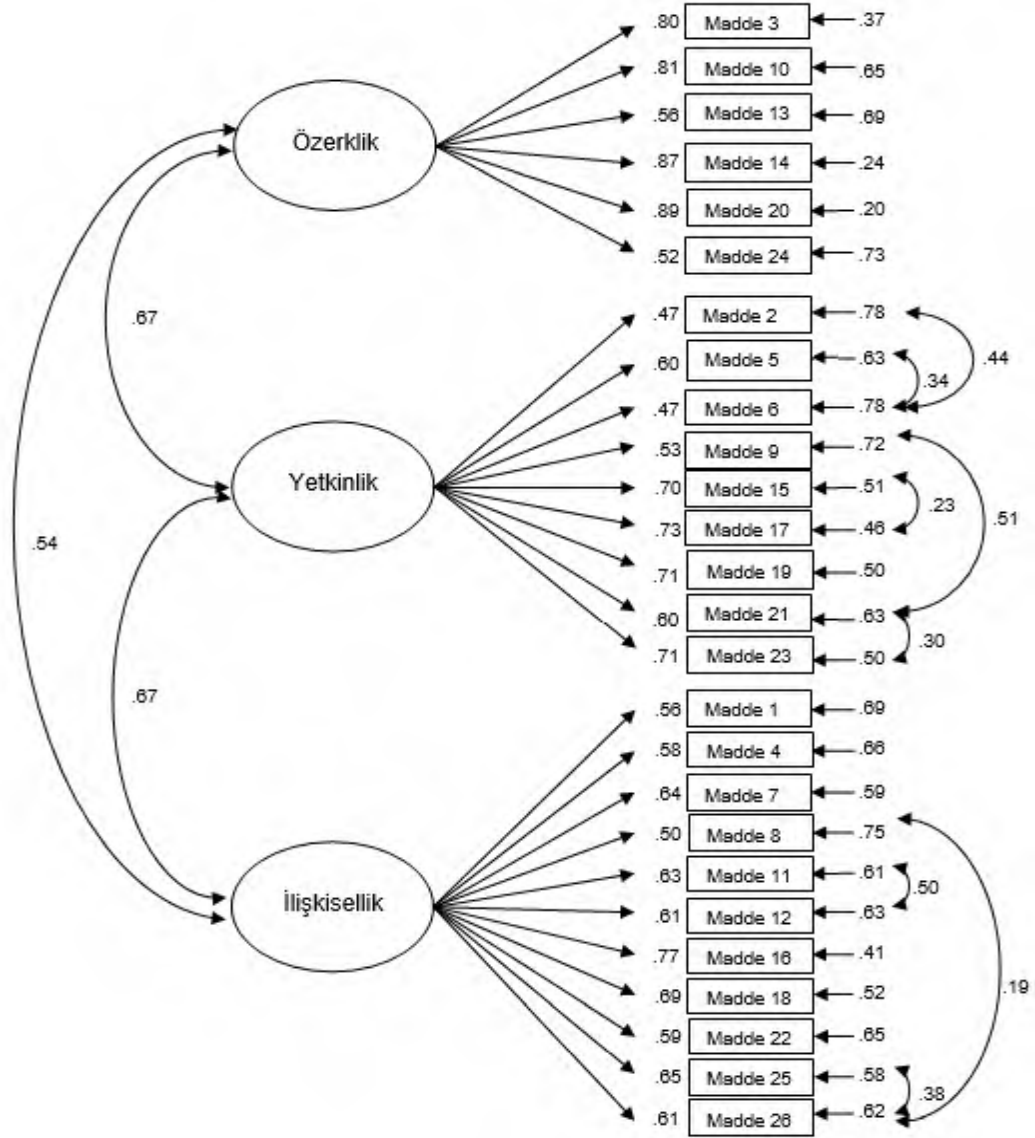 .80 Madde 3 .37
.81 Madde 10 .65
.56 Madde 13 .69
Özerklik
.87 Madde 14 .24
.89 Madde 20 .20
.52 Madde 24 .73
.67
.47 Madde 2 .78
.44
.60 Madde 5 .63
.34
.47 Madde 6 .78
.53 Madde 9 .72
Yetkinlik
.70 Madde 15 .51
.23
.51
.73 Madde 17 .46
.54
.71 Madde 19 .50
.60 Madde 21 .63
.30
.71 Madde 23 .50
.67
.56 Madde 1 .69
.58 Madde 4 .66
.64 Madde 7 .59
.50 Madde 8 .75
.63 Madde 11 .61
.50
İlişkisellik
.61 Madde 12 .63
.77 Madde 16 .41
.19
.69 Madde 18 .52
.59 Madde 22 .65
.65 Madde 25 .58
.38
.61 Madde 26 .62